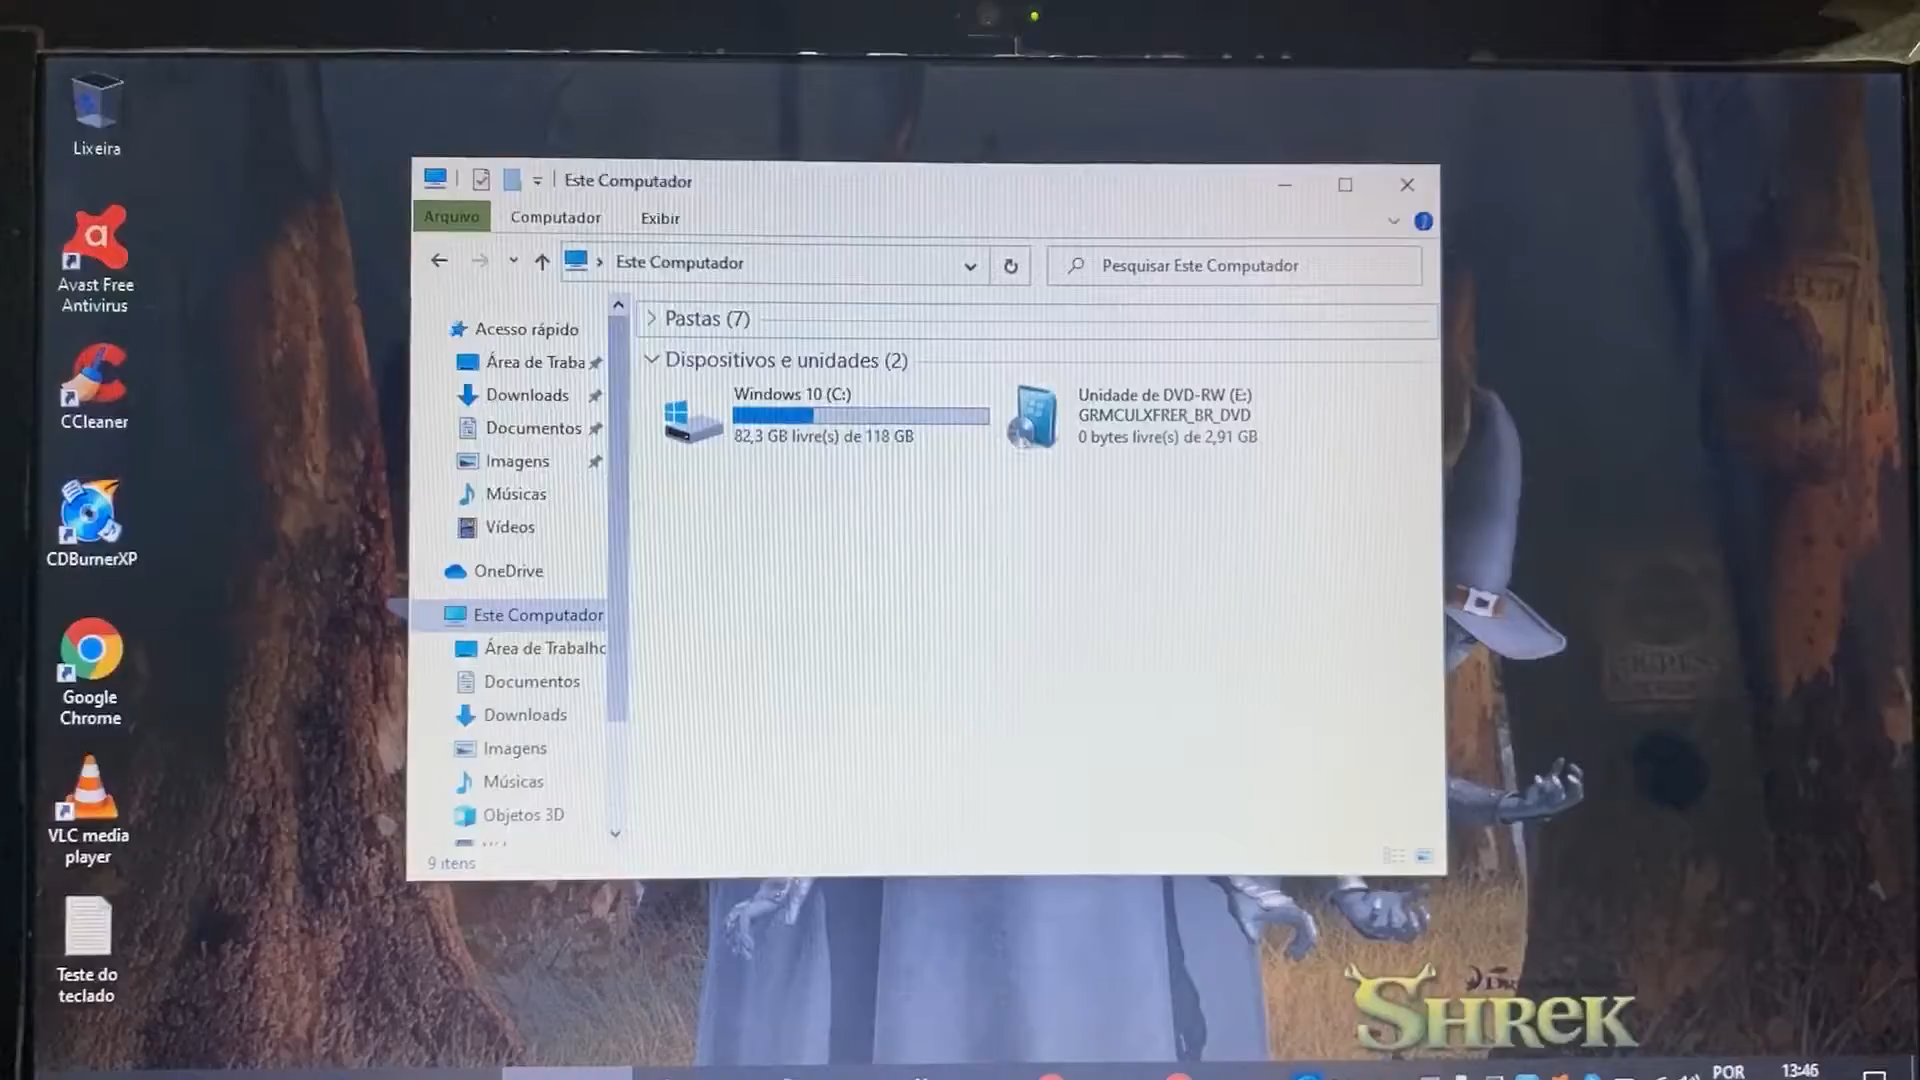 Lixeira
Avast Free
Antivirus
CCleaner
CDBurnerXP
Google
Chrome
VLC media
player
Teste do
teclado
Este Computador
Arquivo Computador Exibir
Este Computador
Pesquisar Este Computador
Acesso rápido
Área de Traba
Downloads
Documentos
Imagens
Músicas
Vídeos
OneDrive
Este Computador
Área de Trabalho
Documentos
Downloads
Imagens
Músicas
Objetos 3D
9 itens
Pastas (7)
Dispositivos e unidades (2)
Windows 10 (C:)
82,3 GB livre(s) de 118 GB
Unidade de DVD-RW (E:)
GRMCULXFRER_BR_DVD
0 bytes livre(s) de 2,91 GB
SHREK
POR
13:46